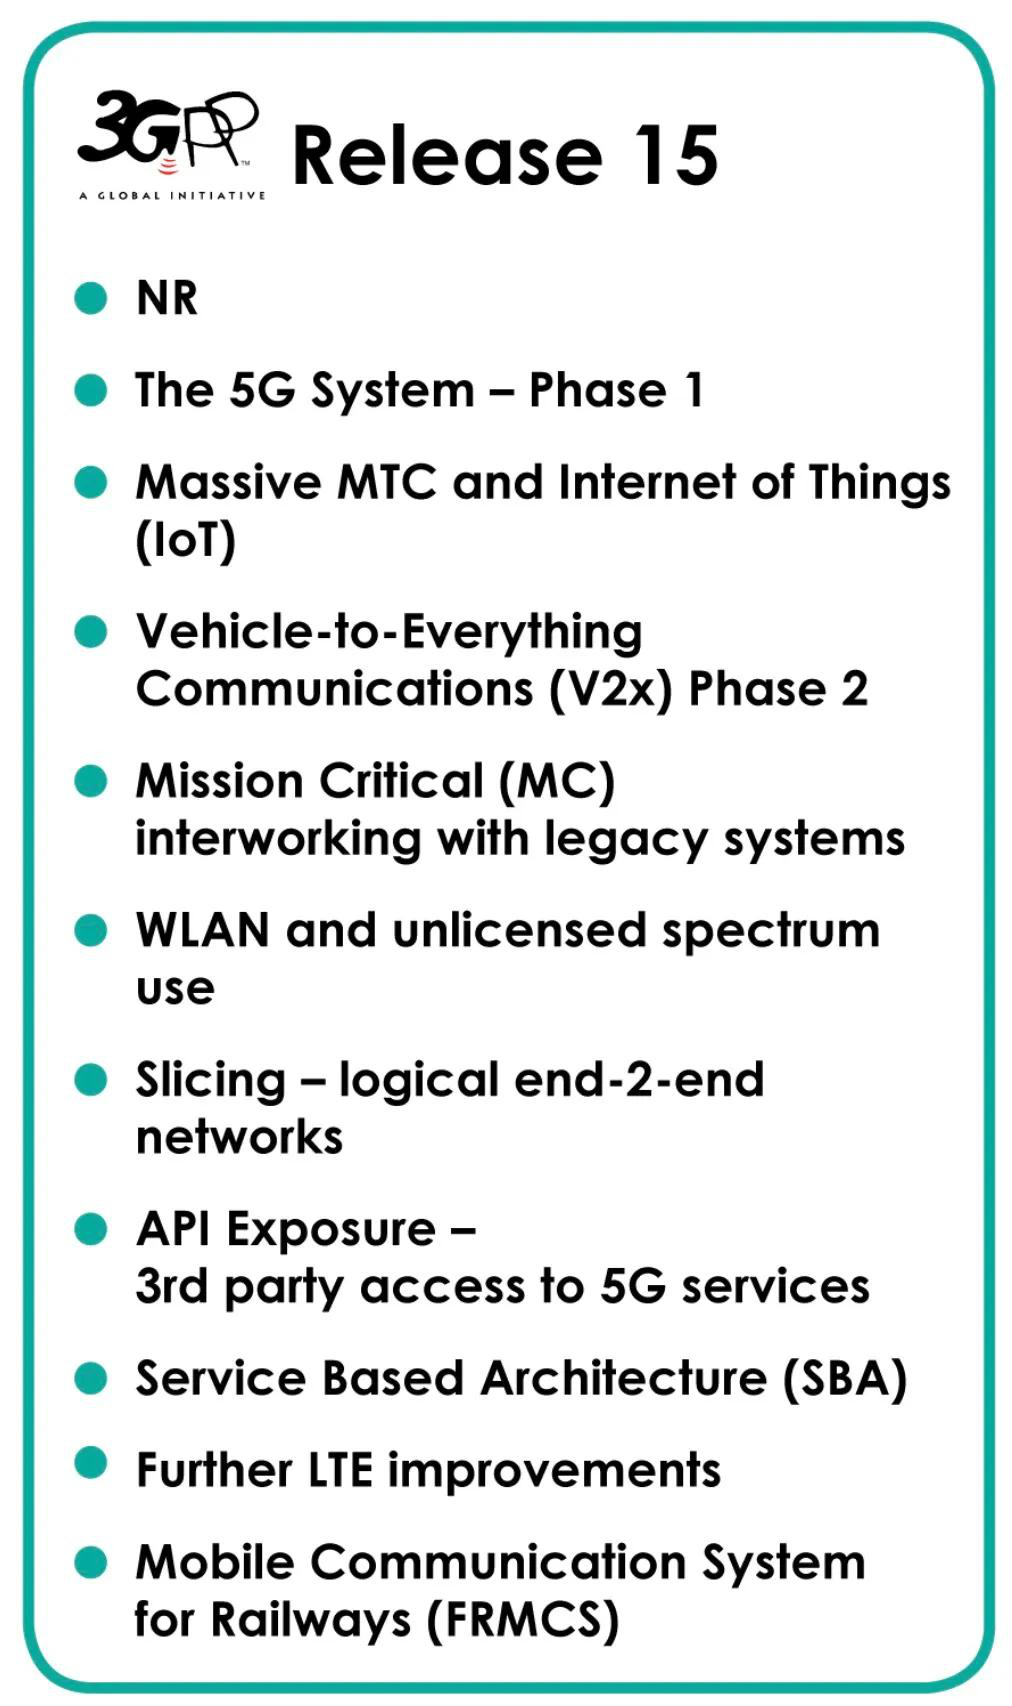 3GPP™
A GLOBAL INITIATIVE
Release 15
NR
The 5G System – Phase 1
Massive MTC and Internet of Things
(IoT)
Vehicle-to-Everything
Communications (V2x) Phase 2
Mission Critical (MC)
interworking with legacy systems
WLAN and unlicensed spectrum
use
Slicing – logical end-2-end
networks
API Exposure –
3rd party access to 5G services
Service Based Architecture (SBA)
Further LTE improvements
Mobile Communication System
for Railways (FRMCS)